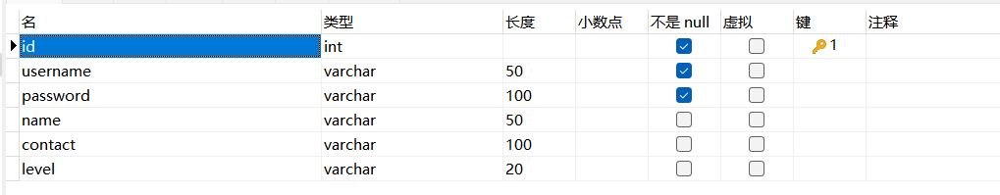 名 类型 长度 小数点 不是 null 虚拟 键 注释
id int 1
username varchar 50
password varchar 100
name varchar 50
contact varchar 100
level varchar 20